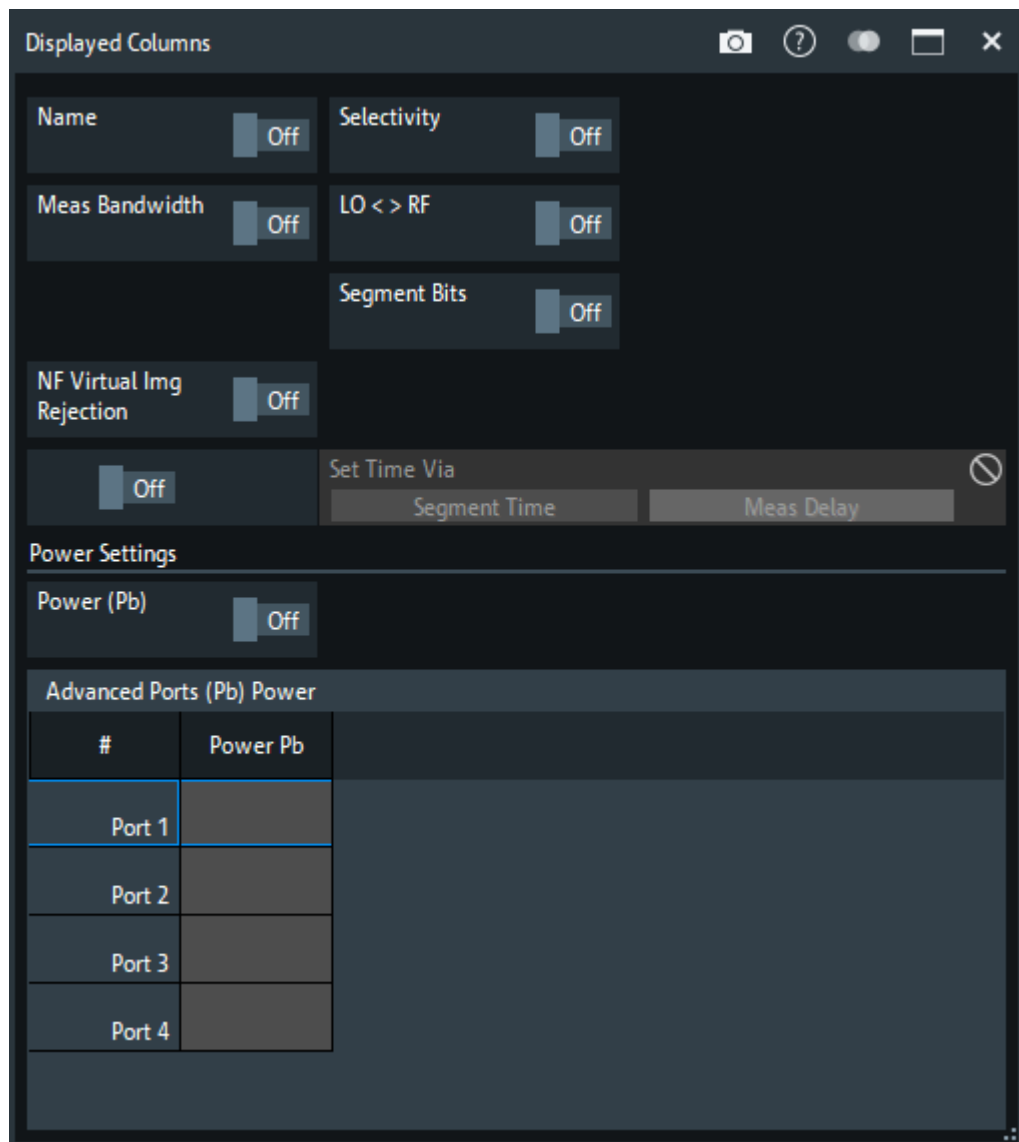 Displayed Columns
Name
Off
Selectivity
Off
Meas Bandwidth
Off
LO < > RF
Off
Segment Bits
Off
NF Virtual Img
Rejection
Off
Off
Set Time Via
Segment Time
Meas Delay
Power Settings
Power (Pb)
Off
Advanced Ports (Pb) Power
# Power Pb
Port 1
Port 2
Port 3
Port 4